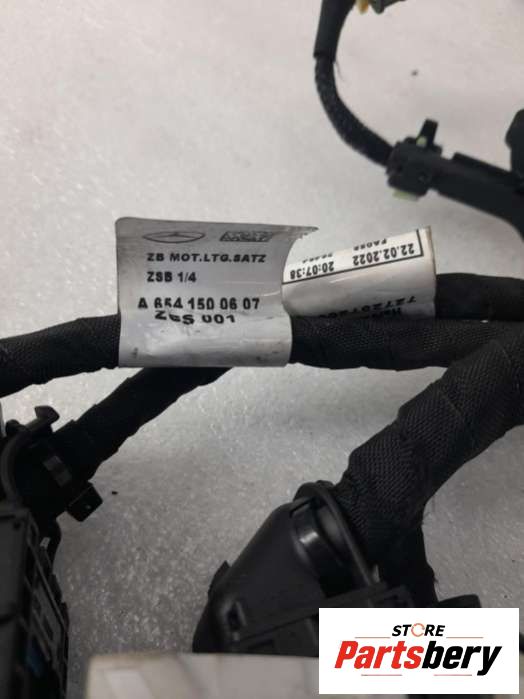 ZB MOT.LTG.SATZ
ZSB 1/4
A 654 150 06 07
ZGS 001
22.02.2022
20:07:38
STORE
Partsbery